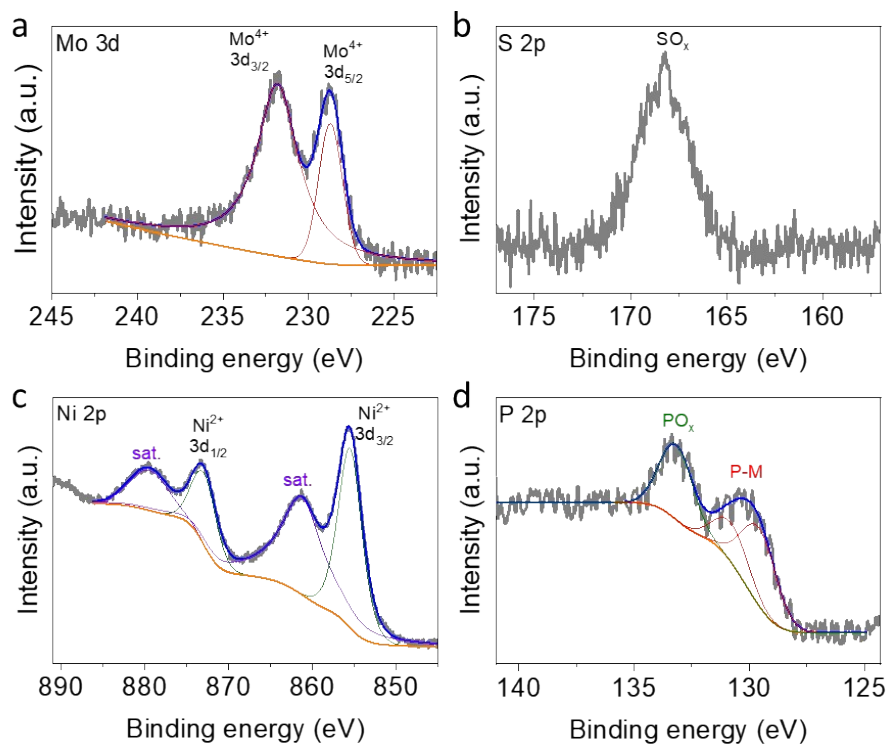 a
Mo 3d
Mo⁴⁺
3d₃/₂
Mo⁴⁺
3d₅/₂
Intensity (a.u.)
245 240 235 230 225
Binding energy (eV)
b
S 2p
SOₓ
Intensity (a.u.)
175 170 165 160
Binding energy (eV)
c
Ni 2p
sat.
Ni²⁺
3d₁/₂
sat.
Ni²⁺
3d₃/₂
Intensity (a.u.)
890 880 870 860 850
Binding energy (eV)
d
P 2p
POₓ
P-M
Intensity (a.u.)
140 135 130 125
Binding energy (eV)